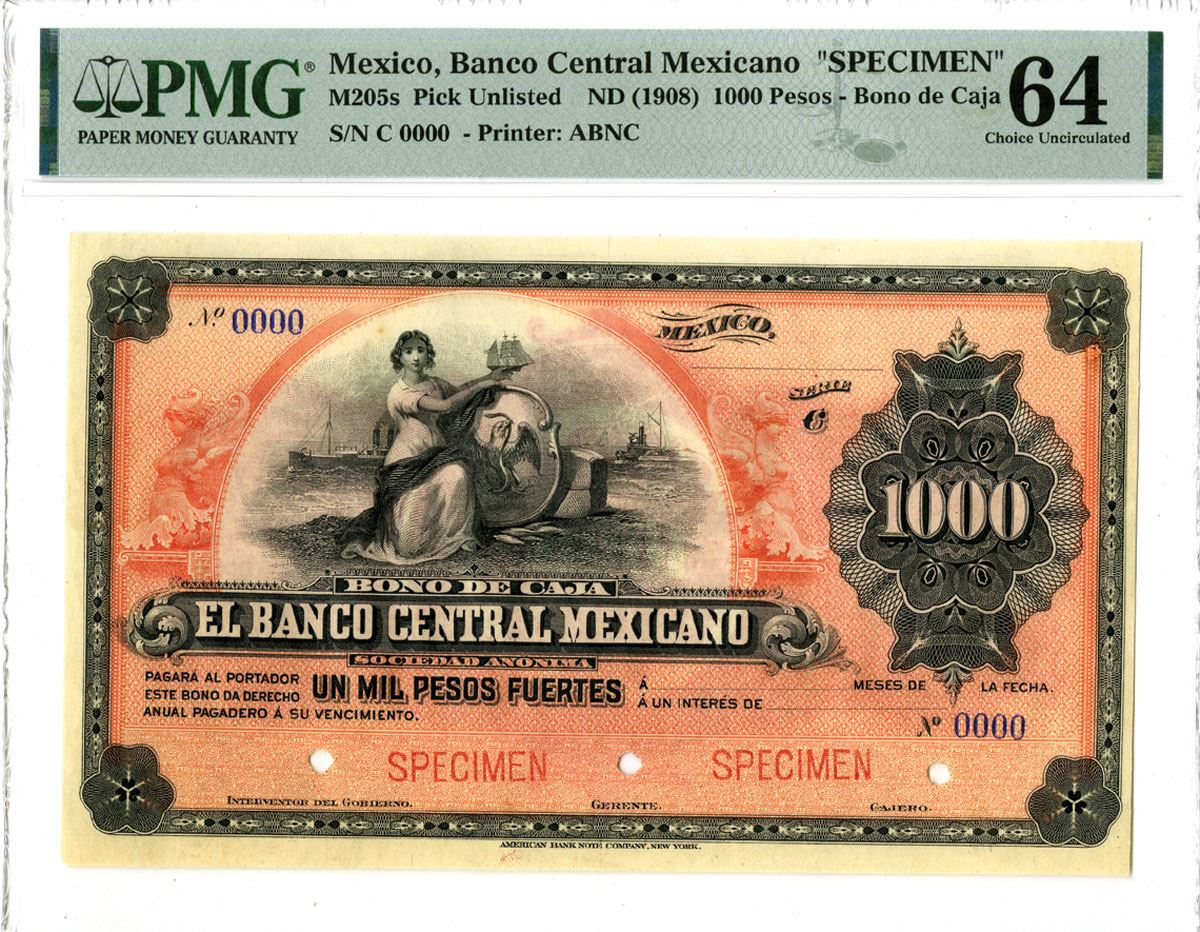 PMG®
PAPER MONEY GUARANTY
Mexico, Banco Central Mexicano "SPECIMEN"
M205s Pick Unlisted ND (1908) 1000 Pesos - Bono de Caja
S/N C 0000 - Printer: ABNC
64
Choice Uncirculated
Nº 0000
MEXICO,
SERIE
6
1000
BONO DE CAJA
EL BANCO CENTRAL MEXICANO
SOCIEDAD ANONIMA
PAGARÁ AL PORTADOR UN MIL PESOS FUERTES Á MESES DE LA FECHA.
ESTE BONO DA DERECHO Á UN INTERÉS DE
ANUAL PAGADERO Á SU VENCIMIENTO.
Nº 0000
SPECIMEN SPECIMEN
INTERVENTOR DEL GOBIERNO. GERENTE. CAJERO.
AMERICAN BANK NOTE COMPANY, NEW YORK.